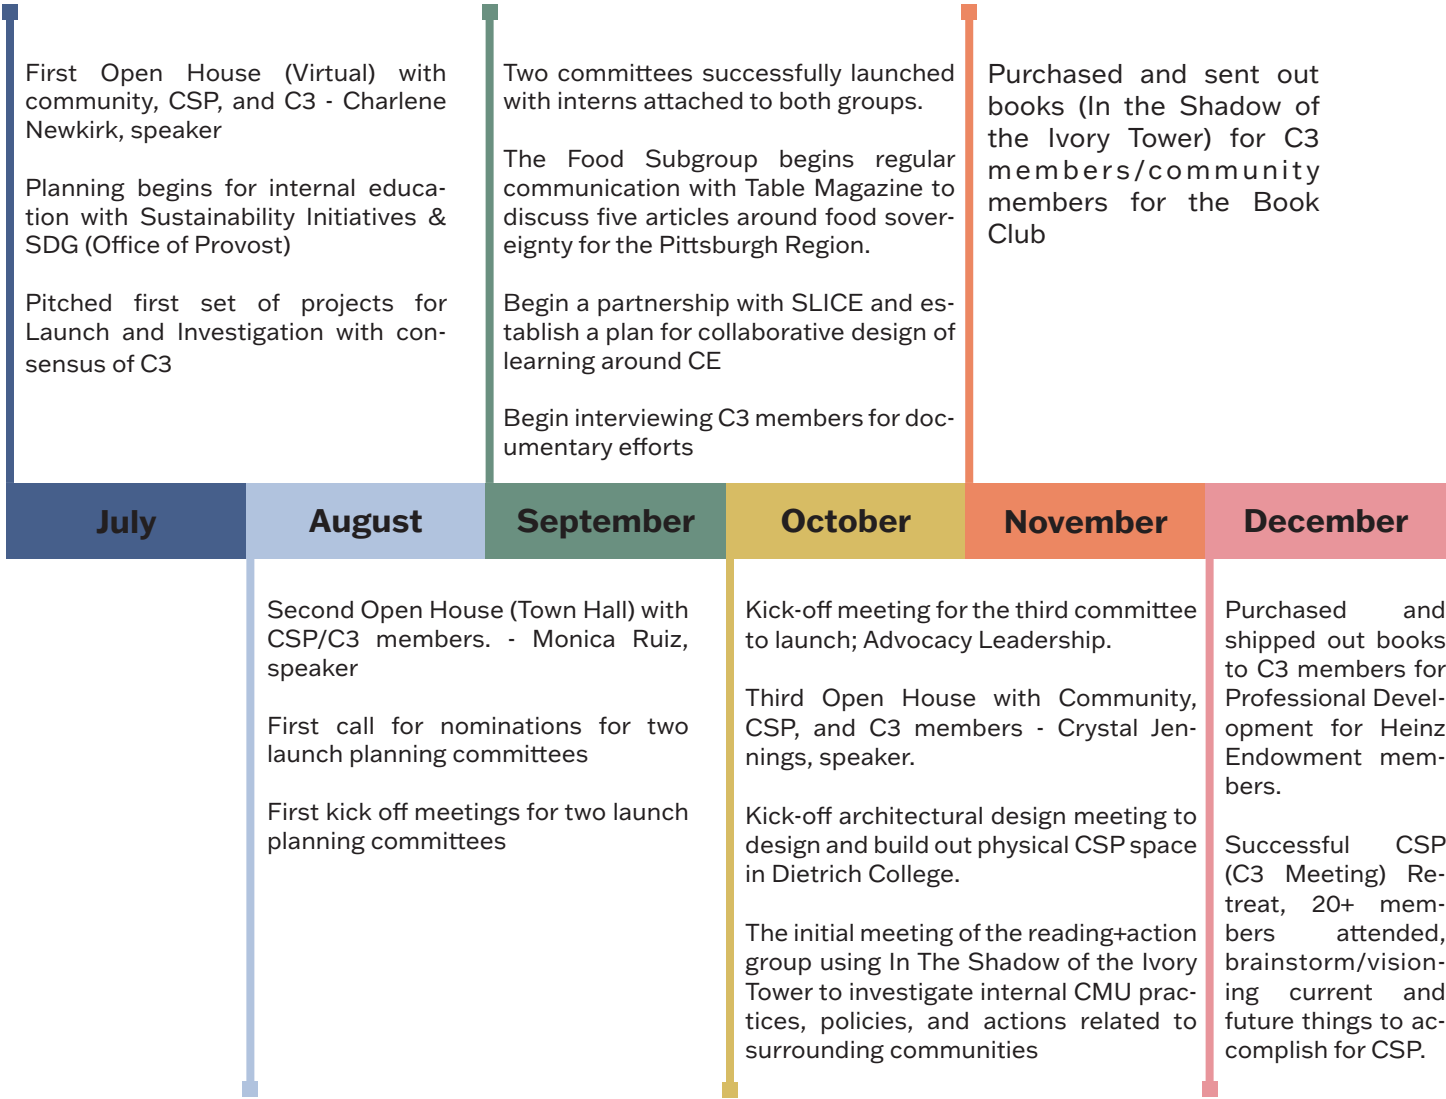 First Open House (Virtual) with
community, CSP, and C3 - Charlene
Newkirk, speaker
Planning begins for internal educa-
tion with Sustainability Initiatives &
SDG (Office of Provost)
Pitched first set of projects for
Launch and Investigation with con-
sensus of C3
Two committees successfully launched
with interns attached to both groups.
The Food Subgroup begins regular
communication with Table Magazine to
discuss five articles around food sover-
eignty for the Pittsburgh Region.
Begin a partnership with SLICE and es-
tablish a plan for collaborative design of
learning around CE
Begin interviewing C3 members for doc-
umentary efforts
Purchased and sent out
books (In the Shadow of
the Ivory Tower) for C3
members/community
members for the Book
Club
July
August
September
October
November
December
Second Open House (Town Hall) with
CSP/C3 members. - Monica Ruiz,
speaker
First call for nominations for two
launch planning committees
First kick off meetings for two launch
planning committees
Kick-off meeting for the third committee
to launch; Advocacy Leadership.
Third Open House with Community,
CSP, and C3 members - Crystal Jen-
nings, speaker.
Kick-off architectural design meeting to
design and build out physical CSP space
in Dietrich College.
The initial meeting of the reading+action
group using In The Shadow of the Ivory
Tower to investigate internal CMU prac-
tices, policies, and actions related to
surrounding communities
Purchased and
shipped out books
to C3 members for
Professional Devel-
opment for Heinz
Endowment mem-
bers.
Successful CSP
(C3 Meeting) Re-
treat, 20+ mem-
bers attended,
brainstorm/vision-
ing current and
future things to ac-
complish for CSP.